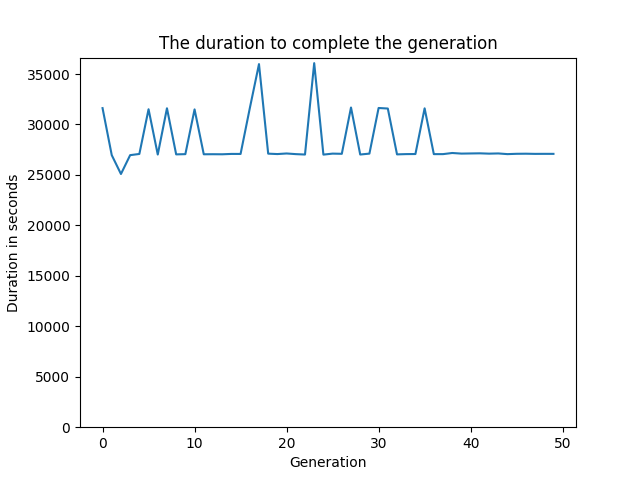 The duration to complete the generation
35000
30000
25000
20000
15000
10000
5000
0
Duration in seconds
0 10 20 30 40 50
Generation